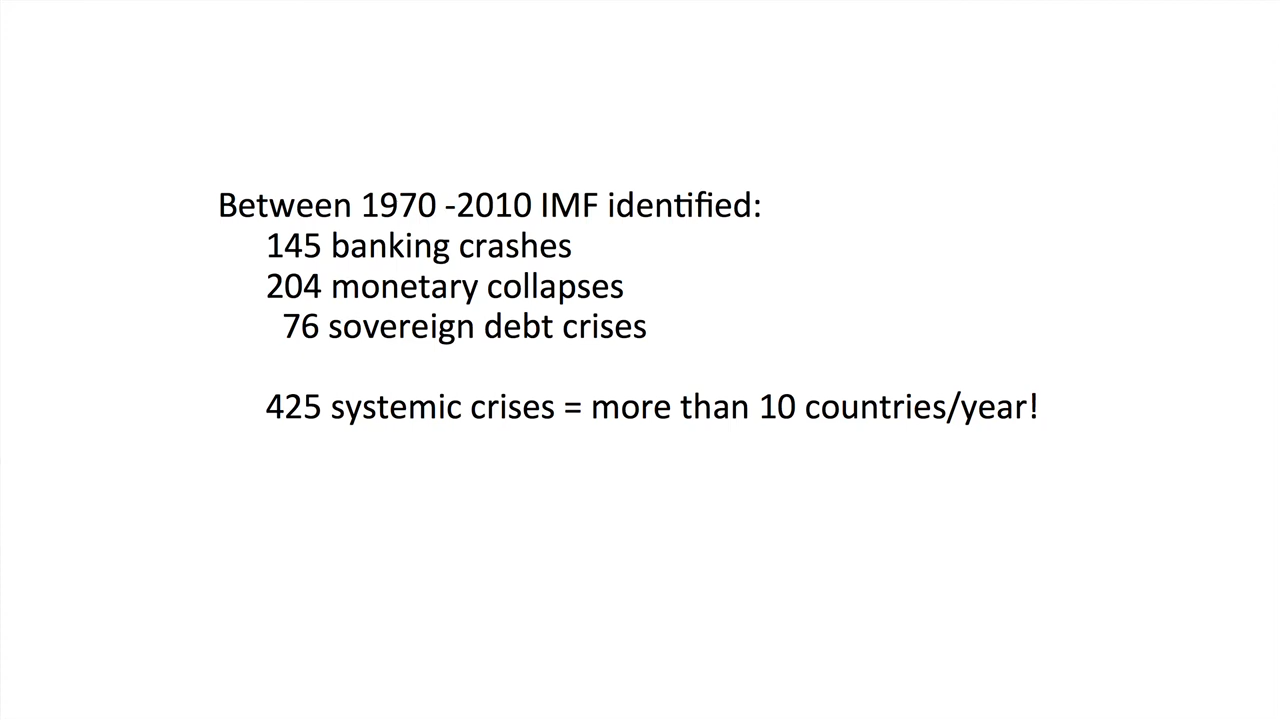 Between 1970 -2010 IMF identified:
145 banking crashes
204 monetary collapses
76 sovereign debt crises
425 systemic crises = more than 10 countries/year!